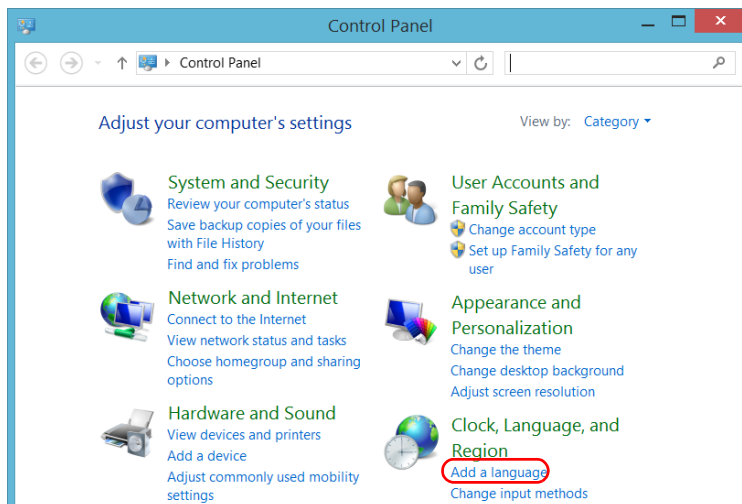 Control Panel
Control Panel
Adjust your computer's settings
View by: Category
System and Security
Review your computer's status
Save backup copies of your files
with File History
Find and fix problems
Network and Internet
Connect to the Internet
View network status and tasks
Choose homegroup and sharing
options
Hardware and Sound
View devices and printers
Add a device
Adjust commonly used mobility
settings
User Accounts and
Family Safety
Change account type
Set up Family Safety for any
user
Appearance and
Personalization
Change the theme
Change desktop background
Adjust screen resolution
Clock, Language, and
Region
Add a language
Change input methods